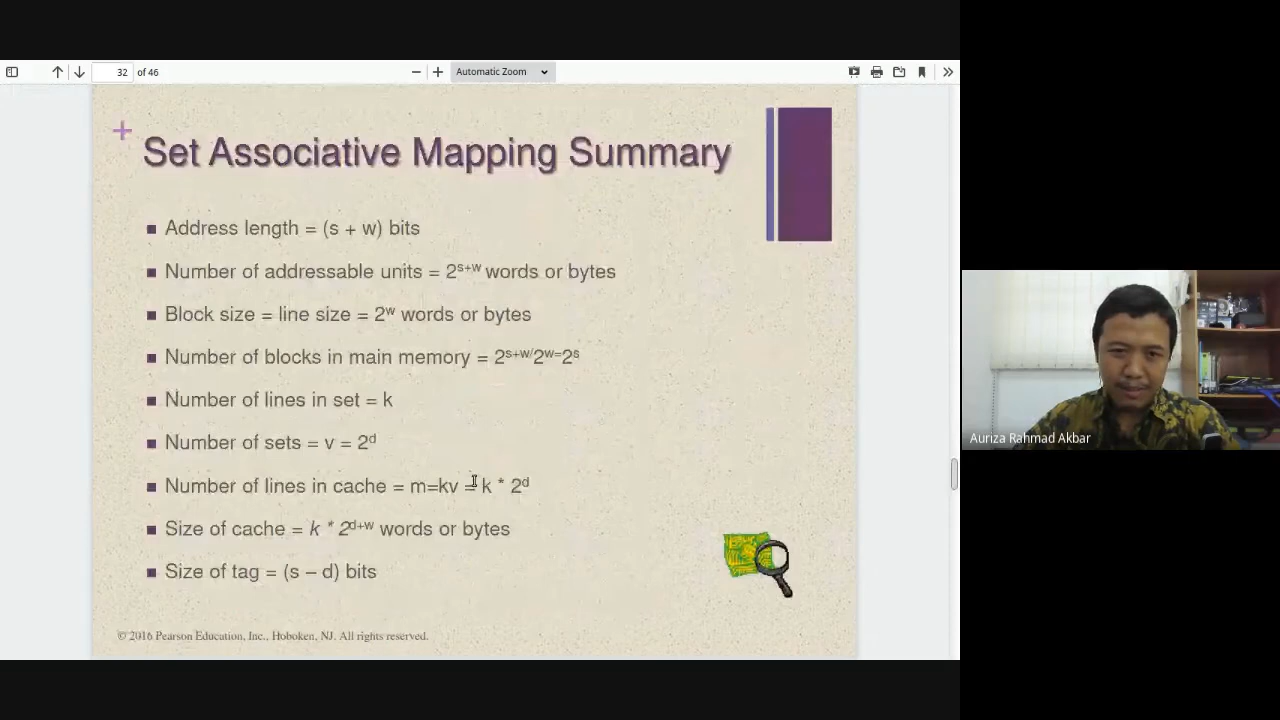 32 of 46
Automatic Zoom
+
Set Associative Mapping Summary
Address length = (s + w) bits
Number of addressable units = 2s+w words or bytes
Block size = line size = 2w words or bytes
Number of blocks in main memory = 2s+w/2w=2s
Number of lines in set = k
Number of sets = v = 2d
Number of lines in cache = m=kv = k * 2d
Size of cache = k * 2d+w words or bytes
Size of tag = (s – d) bits
© 2016 Pearson Education, Inc., Hoboken, NJ. All rights reserved.
Auriza Rahmad Akbar